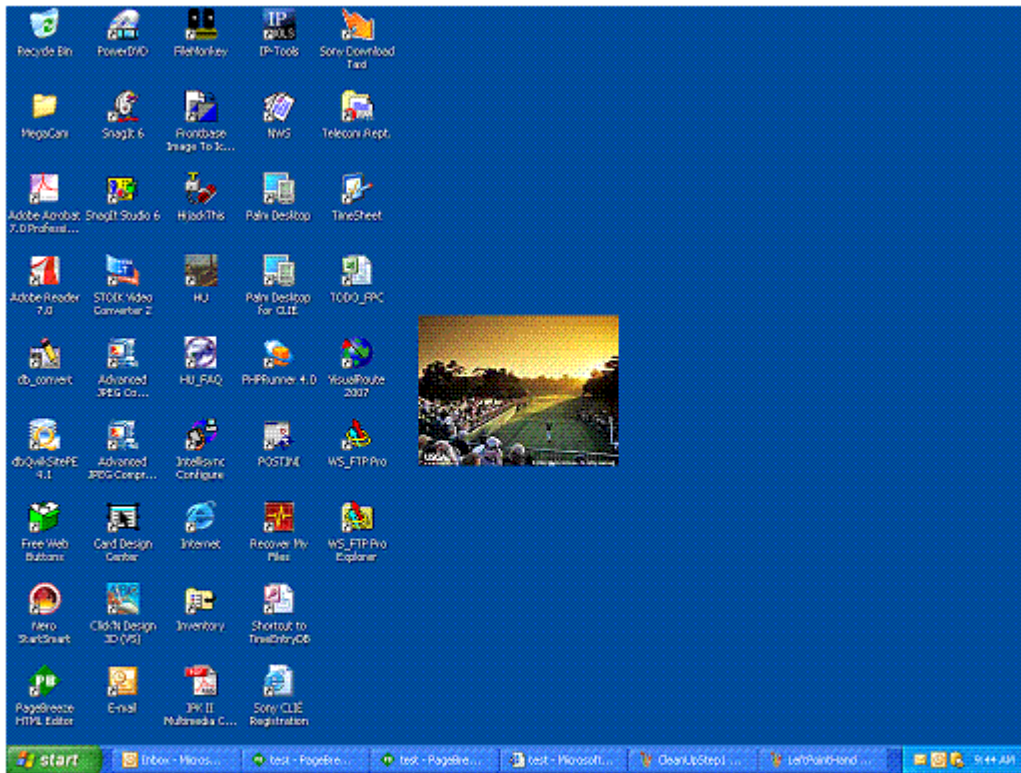 Recycle Bin
PowerDVD
FileMonkey
IP-Tools
Sony Download
Taxi
MegaCam
SnagIt 6
Frontbase
Image To Ic...
NWS
Telecom Rept.
Adobe Acrobat
7.0 Professi...
SnagIt Studio 6
HijackThis
Palm Desktop
TimeSheet
Adobe Reader
7.0
STOIK Video
Converter 2
HU
Palm Desktop
for CLIE
TODO_FPC
db_convert
Advanced
JPEG Co...
HU_FAQ
PHPRunner 4.0
VisualRoute
2007
dbQwikSitePE
4.1
Advanced
JPEG Compr...
Intellisync
Configure
POSTINI
WS_FTP Pro
Free Web
Buttons
Card Design
Center
Internet
Recover My
Files
WS_FTP Pro
Explorer
Nero
StartSmart
Click'N Design
3D (V5)
Inventory
Shortcut to
TimeEntryDB
PageBreeze
HTML Editor
E-mail
IPK II
Multimedia C...
Sony CLIE
Registration
start
Inbox - Micros...
test - PageBre...
test - PageBre...
test - Microsoft...
CleanUpStep1 ...
LeftPointHand ...
9:44 AM